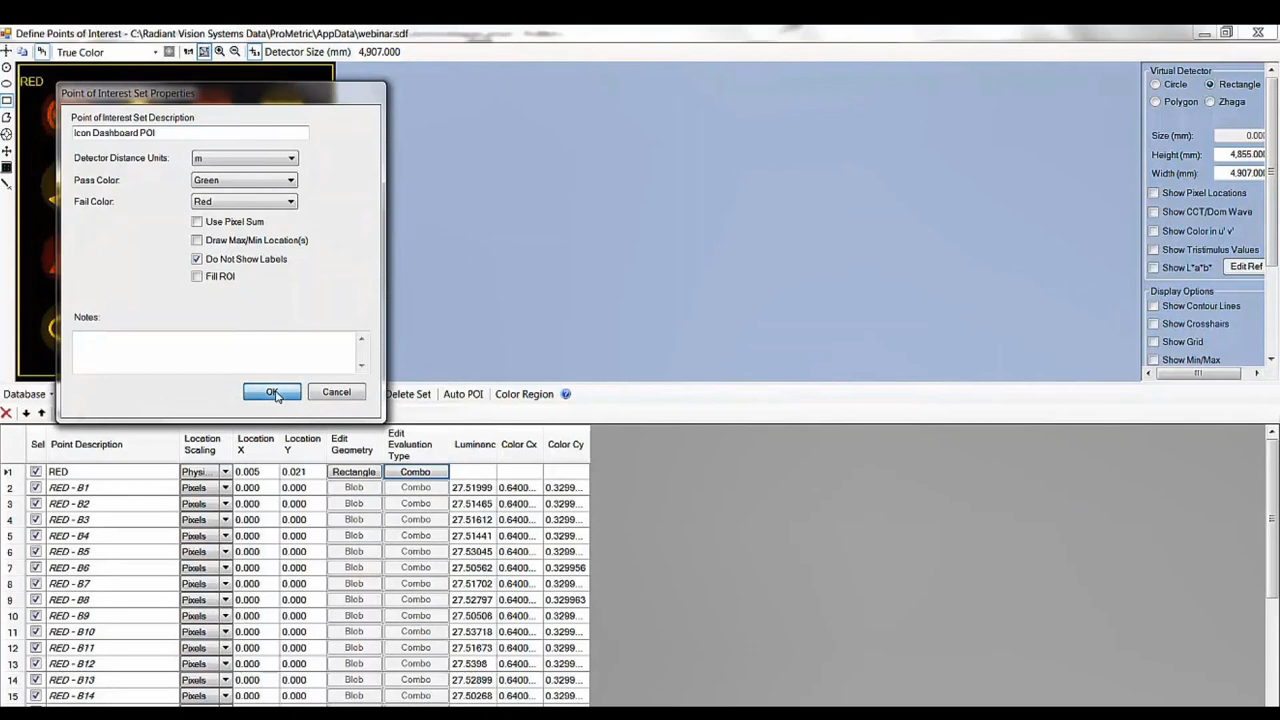 Define Points of Interest - C:\Radiant Vision Systems Data\ProMetric\AppData\webinar.sdf
True Color
1:1
Detector Size (mm)
4,907.000
RED
Point of Interest Set Properties
Point of Interest Set Description
Icon Dashboard POI
Detector Distance Units:
m
Pass Color:
Green
Fail Color:
Red
Use Pixel Sum
Draw Max/Min Location(s)
Do Not Show Labels
Fill ROI
Notes:
OK
Cancel
Virtual Detector
Circle
Rectangle
Polygon
Zhaga
Size (mm):
0.000
Height (mm):
4,855.000
Width (mm):
4,907.000
Show Pixel Locations
Show CCT/Dom Wave
Show Color in u' v'
Show Tristimulus Values
Show L*a*b*
Edit Ref
Display Options
Show Contour Lines
Show Crosshairs
Show Grid
Show Min/Max
Database
Delete Set
Auto POI
Color Region
Sel Point Description Location Scaling Location X Location Y Edit Geometry Edit Evaluation Type Luminanc Color Cx Color Cy
1 RED Physi... 0.005 0.021 Rectangle Combo
2 RED - B1 Pixels 0.000 0.000 Blob Combo 27.51999 0.6400... 0.3299...
3 RED - B2 Pixels 0.000 0.000 Blob Combo 27.51465 0.6400... 0.3299...
4 RED - B3 Pixels 0.000 0.000 Blob Combo 27.51612 0.6400... 0.3299...
5 RED - B4 Pixels 0.000 0.000 Blob Combo 27.51441 0.6400... 0.3299...
6 RED - B5 Pixels 0.000 0.000 Blob Combo 27.53045 0.6400... 0.3299...
7 RED - B6 Pixels 0.000 0.000 Blob Combo 27.50562 0.6400... 0.329956
8 RED - B7 Pixels 0.000 0.000 Blob Combo 27.51702 0.6400... 0.3299...
9 RED - B8 Pixels 0.000 0.000 Blob Combo 27.52797 0.6400... 0.329963
10 RED - B9 Pixels 0.000 0.000 Blob Combo 27.50506 0.6400... 0.3299...
11 RED - B10 Pixels 0.000 0.000 Blob Combo 27.53718 0.6400... 0.3299...
12 RED - B11 Pixels 0.000 0.000 Blob Combo 27.51673 0.6400... 0.3299...
13 RED - B12 Pixels 0.000 0.000 Blob Combo 27.5398 0.6400... 0.3299...
14 RED - B13 Pixels 0.000 0.000 Blob Combo 27.52899 0.6400... 0.3299...
15 RED - B14 Pixels 0.000 0.000 Blob Combo 27.50268 0.6400... 0.3299...